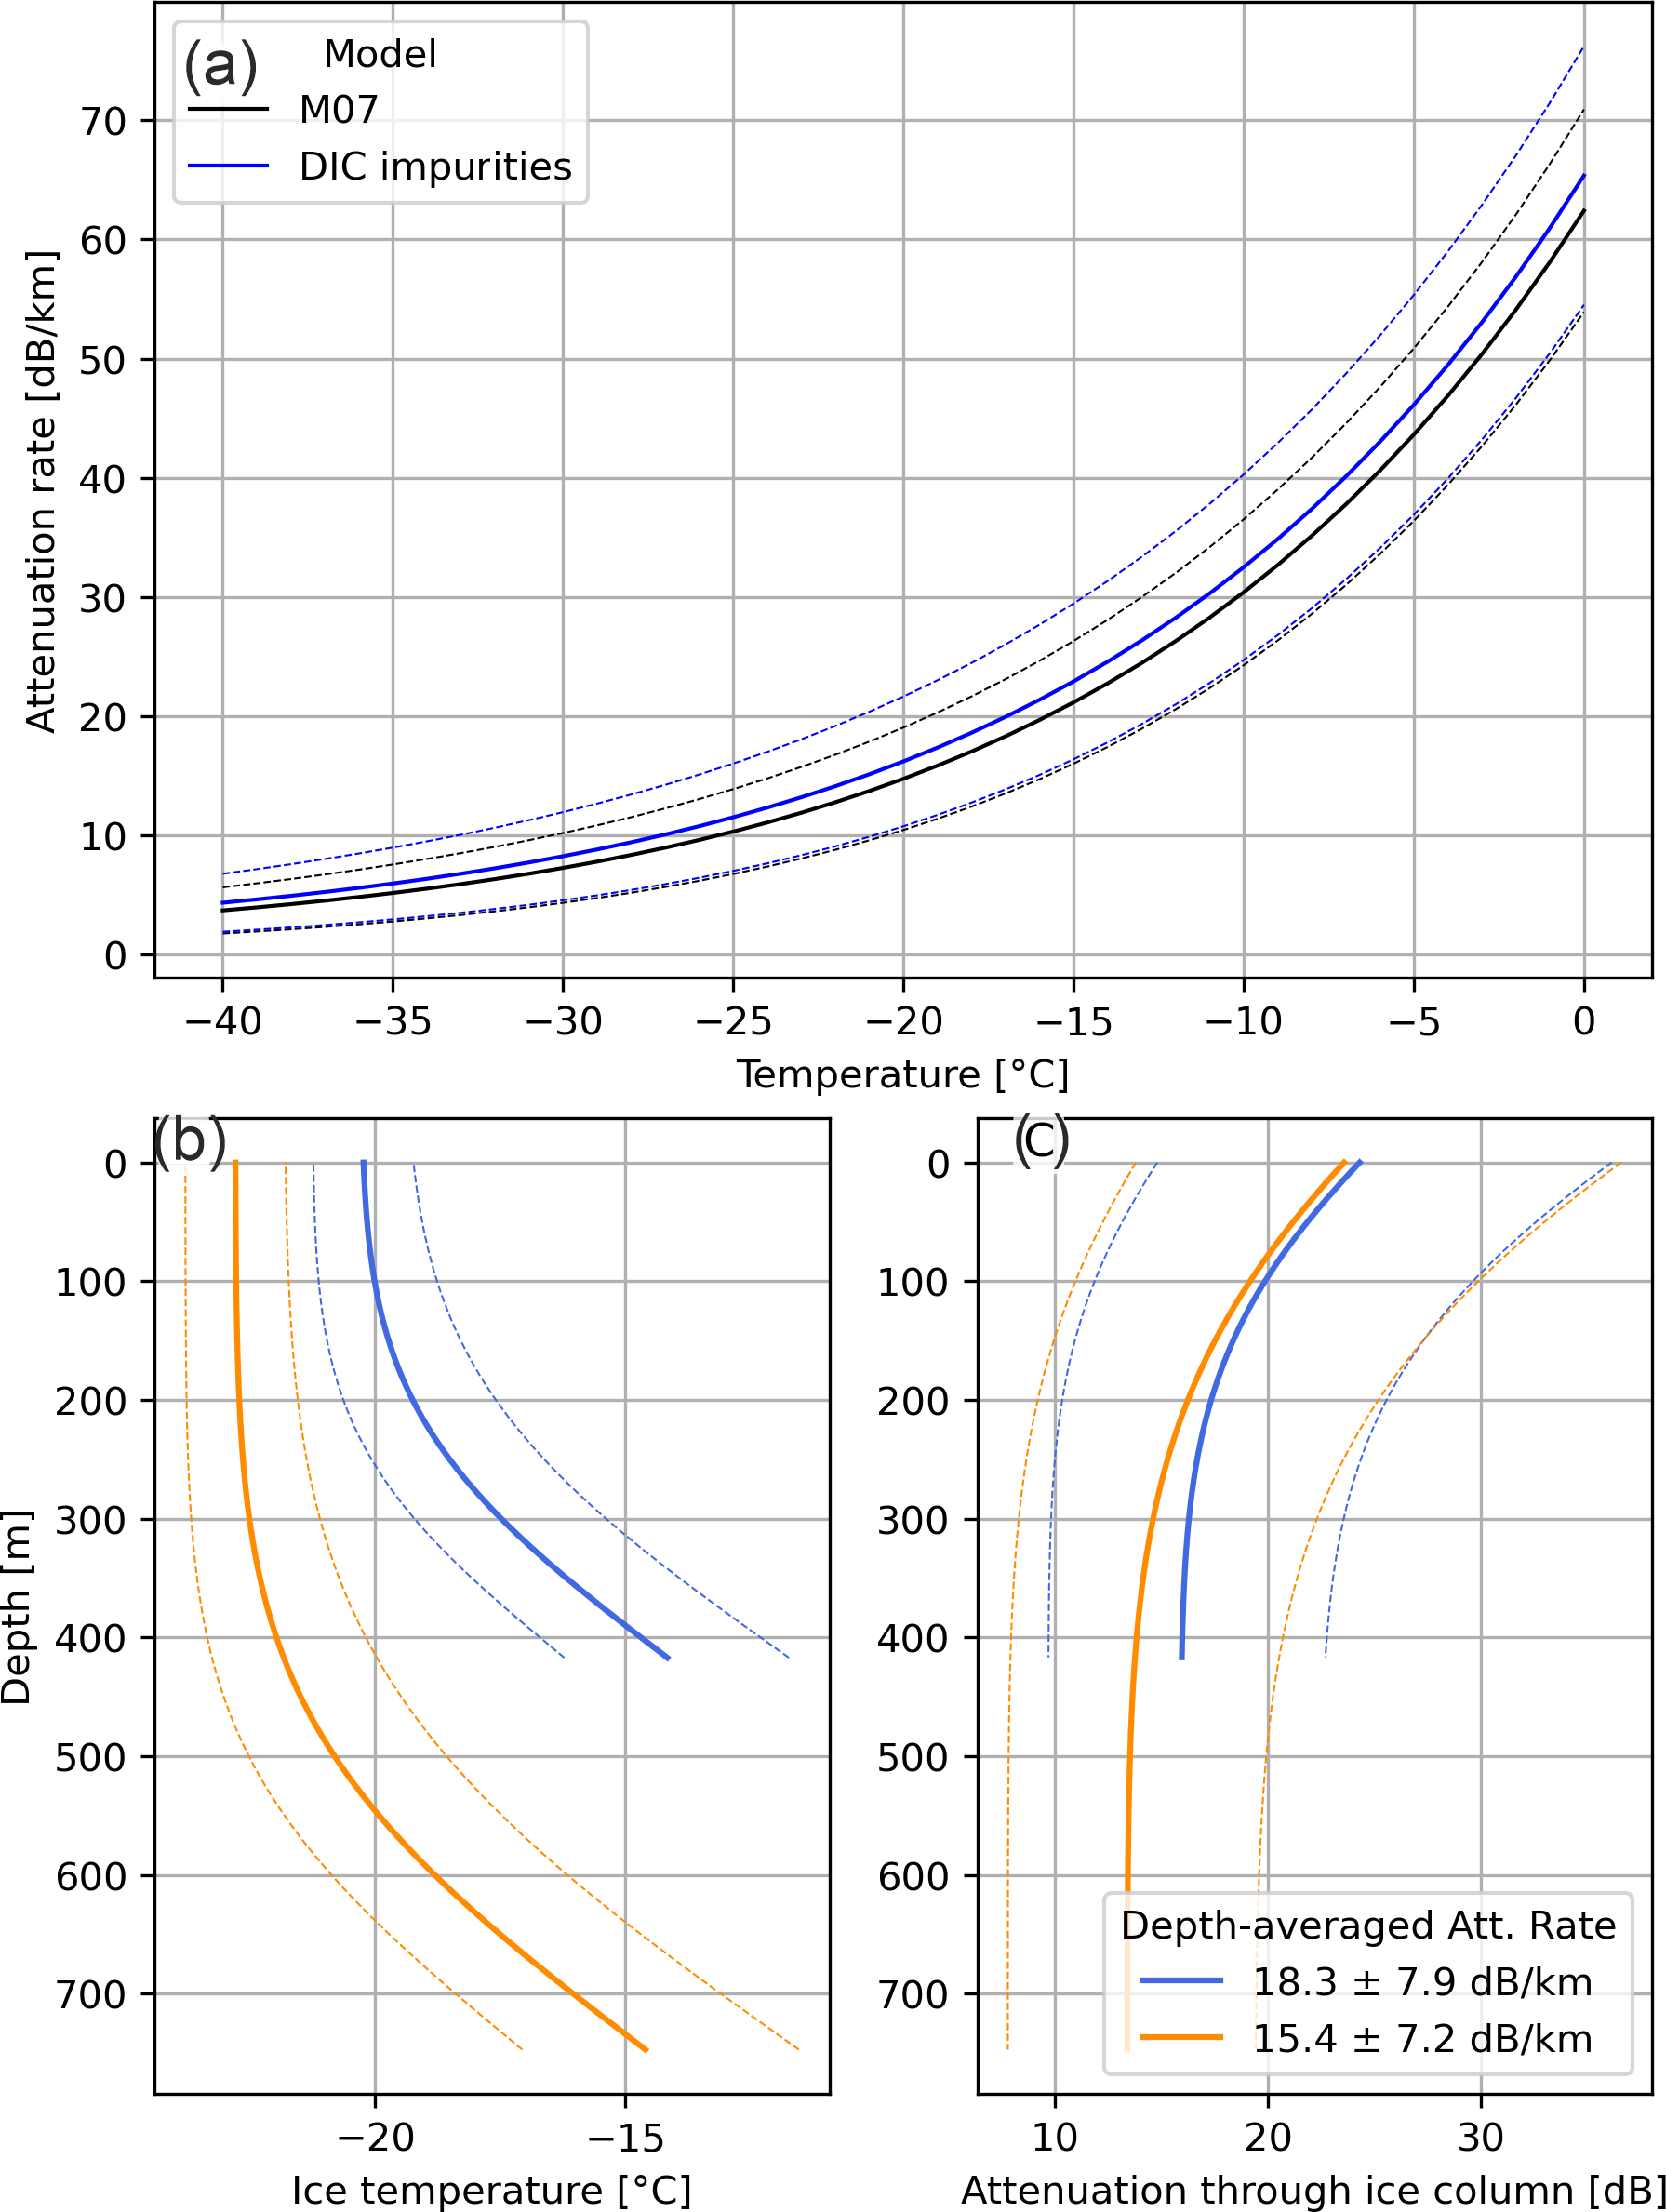 (a)
Model
M07
DIC impurities
Attenuation rate [dB/km]
70
60
50
40
30
20
10
0
−40 −35 −30 −25 −20 −15 −10 −5 0
Temperature [°C]
(b)
Depth [m]
0
100
200
300
400
500
600
700
−20 −15
Ice temperature [°C]
(c)
0
100
200
300
400
500
600
700
Depth-averaged Att. Rate
18.3 ± 7.9 dB/km
15.4 ± 7.2 dB/km
10 20 30
Attenuation through ice column [dB]